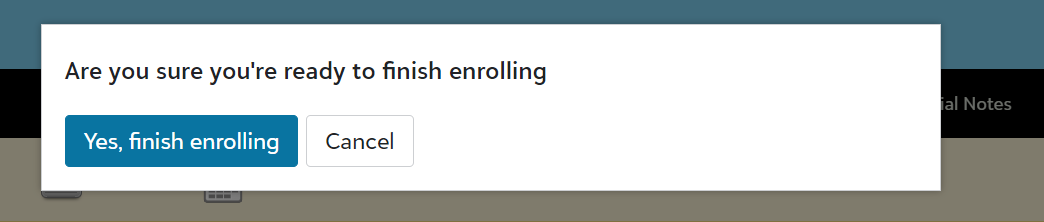 Are you sure you're ready to finish enrolling
ial Notes
Yes, finish enrolling Cancel